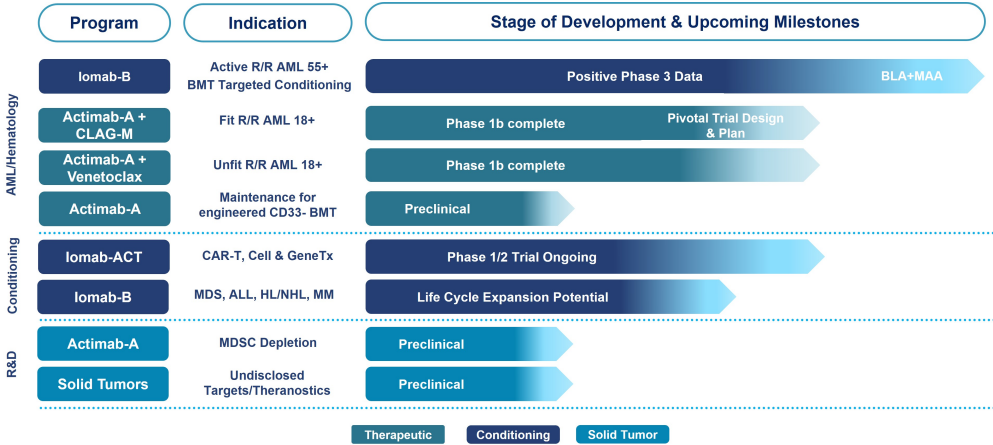 Program
Indication
Stage of Development & Upcoming Milestones
AML/Hematology
Iomab-B
Active R/R AML 55+
BMT Targeted Conditioning
Positive Phase 3 Data
BLA+MAA
Actimab-A +
CLAG-M
Fit R/R AML 18+
Phase 1b complete
Pivotal Trial Design
& Plan
Actimab-A +
Venetoclax
Unfit R/R AML 18+
Phase 1b complete
Actimab-A
Maintenance for
engineered CD33- BMT
Preclinical
Conditioning
Iomab-ACT
CAR-T, Cell & GeneTx
Phase 1/2 Trial Ongoing
Iomab-B
MDS, ALL, HL/NHL, MM
Life Cycle Expansion Potential
R&D
Actimab-A
MDSC Depletion
Preclinical
Solid Tumors
Undisclosed
Targets/Theranostics
Preclinical
Therapeutic
Conditioning
Solid Tumor